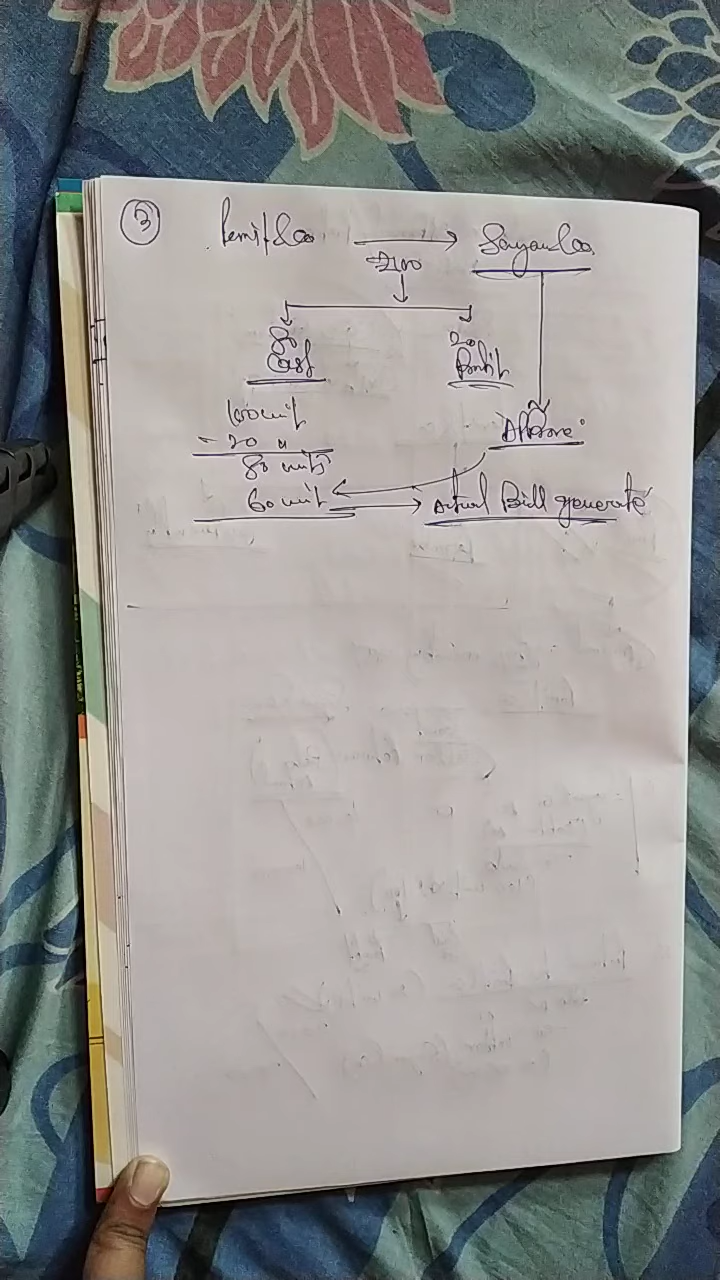 3
& Co → Sayan & Co.
₹100
80 20
Cost Profit
100 unit
- 20 "
80 units
60 unit → Actual Bill generate
Approve